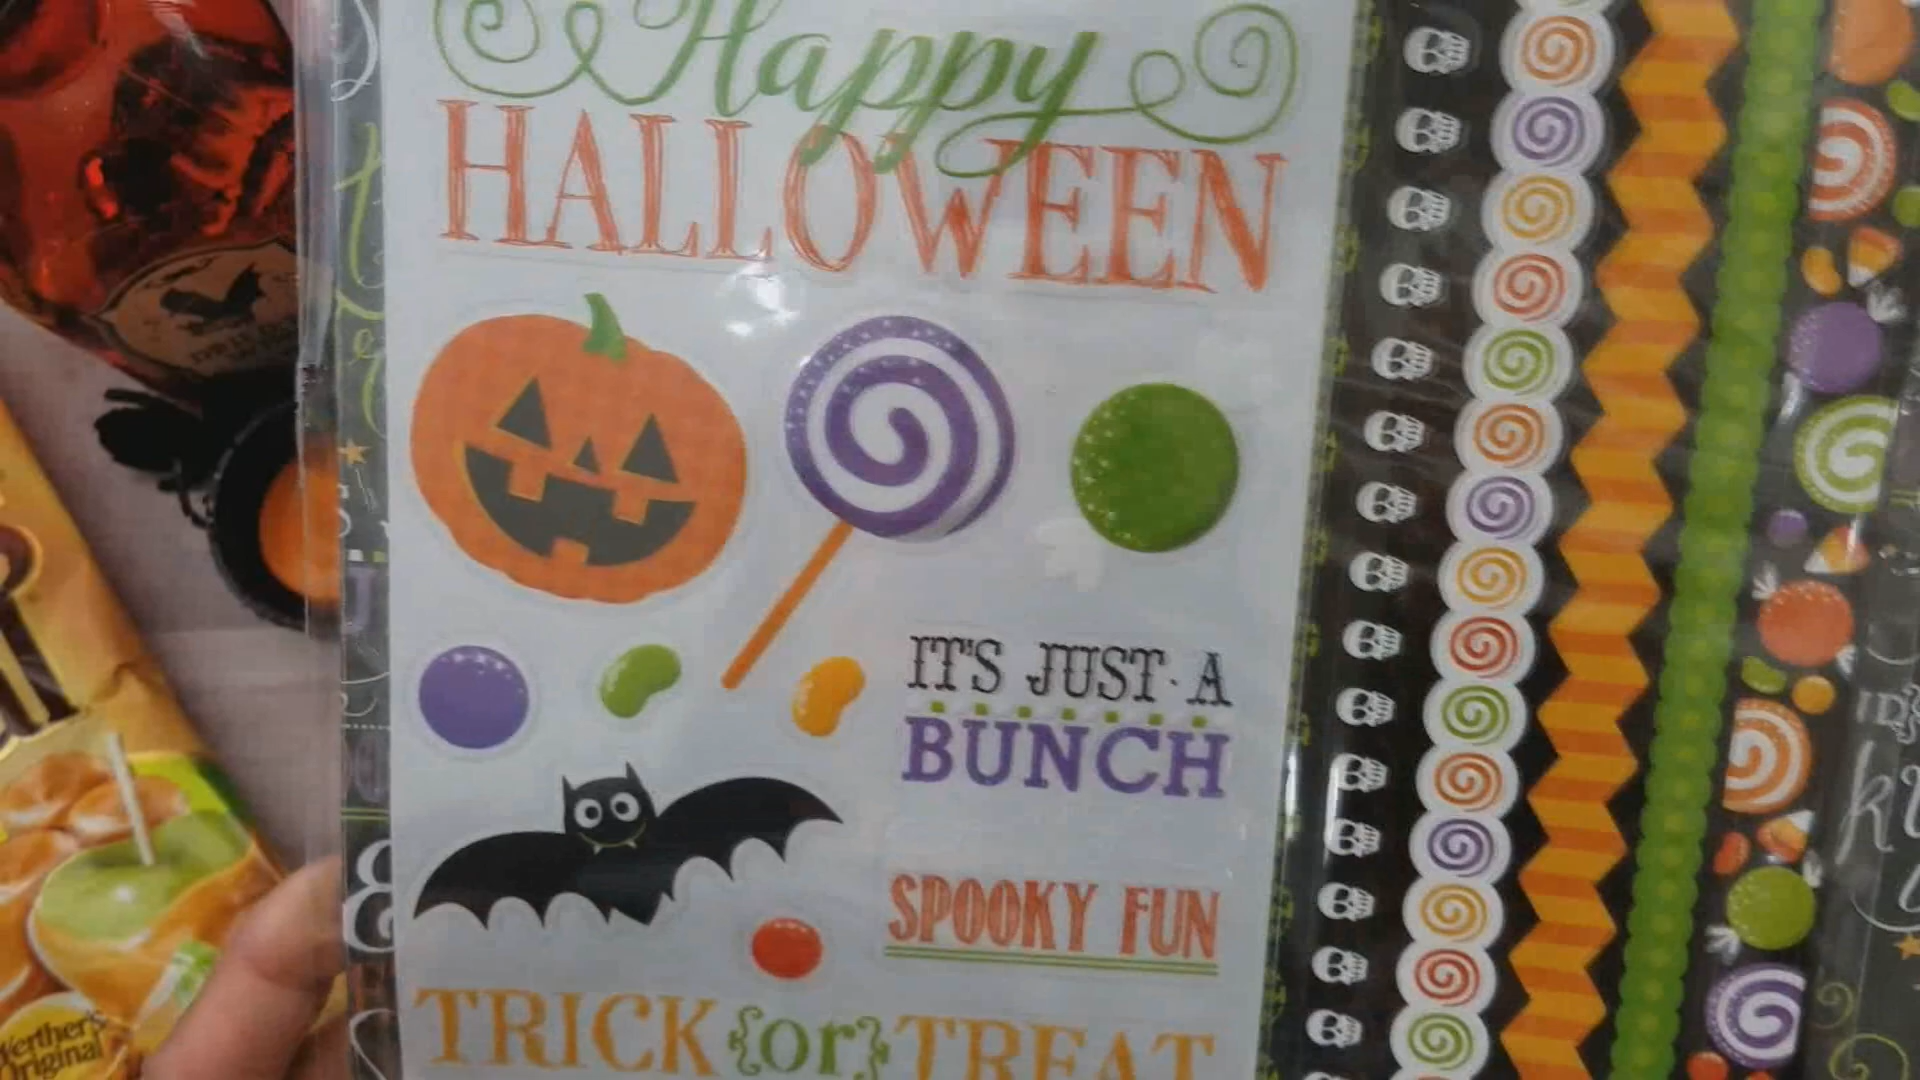 Happy
HALLOWEEN
IT'S JUST A
BUNCH
SPOOKY FUN
TRICK {or} TREAT
Werther's
Original